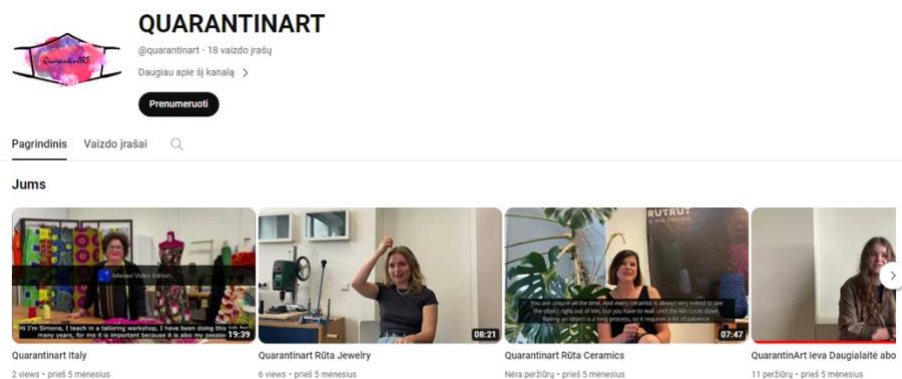 QUARANTINART
@quarantinart · 18 vaizdo įrašų
Daugiau apie šį kanalą
QuarantinART
Prenumeruoti
Pagrindinis Vaizdo įrašai
Jums
Movavi Video Editor
Hi I'm Simona, I teach in a tailoring workshop, I have been doing this
many years, for me it is important because it is also my passion
19:39
08:21
RUTRUT
You are unsure all the time. And every ceramist is always very exited to see
the object right out of kiln, but you have to wait until the kiln cools down.
Baking an object is a long process, so it requires a lot of patience
07:47
Quarantinart Italy
2 views • prieš 5 mėnesius
Quarantinart Rūta Jewelry
6 views • prieš 5 mėnesius
Quarantinart Rūta Ceramics
Nėra peržiūrų • prieš 5 mėnesius
QuarantinArt Ieva Daugialaitė abo
11 peržiūrų • prieš 5 mėnesius